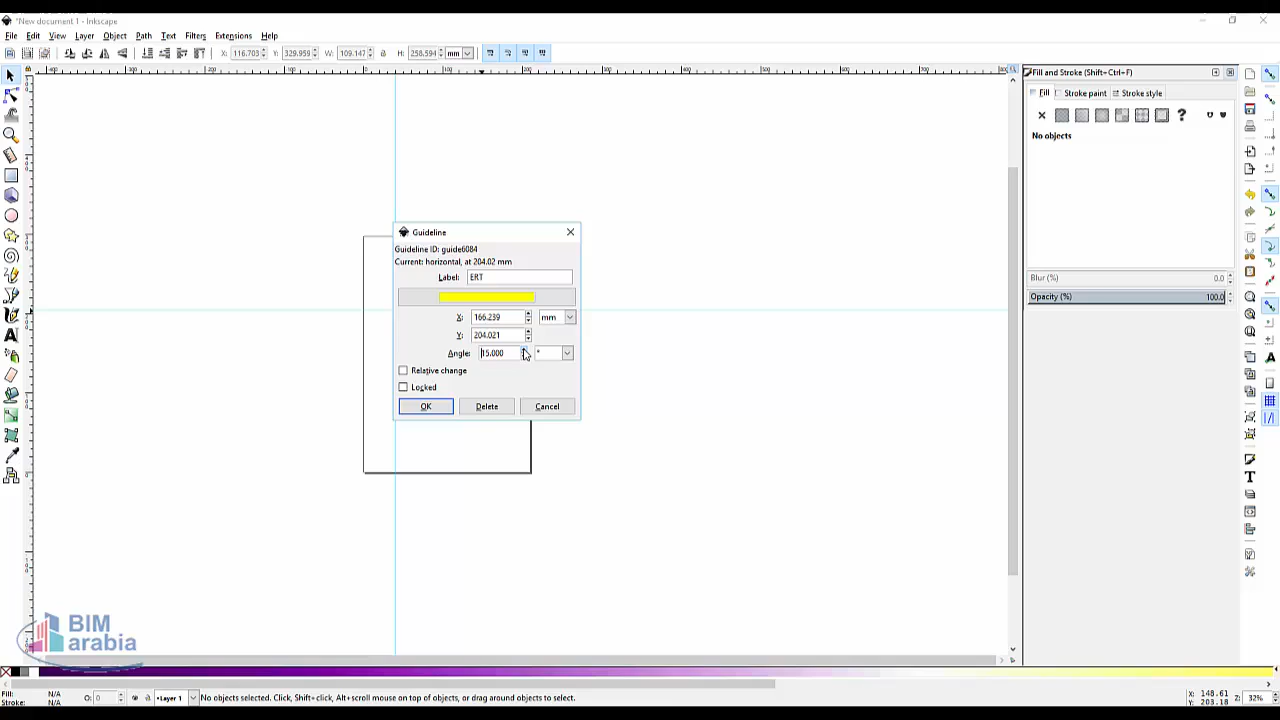 *New document 1 - Inkscape
File Edit View Layer Object Path Text Filters Extensions Help
X: 116.703 Y: 329.959 W: 109.147 H: 258.594 mm
Fill and Stroke (Shift+Ctrl+F)
Fill Stroke paint Stroke style
No objects
Blur (%) 0.0
Opacity (%) 100.0
Guideline
Guideline ID: guide6084
Current: horizontal, at 204.02 mm
Label: ERT
X: 166.239 mm
Y: 204.021
Angle: 15.000 °
Relative change
Locked
OK Delete Cancel
BIM
arabia
Fill: N/A
Stroke: N/A
O: 0
Layer 1
No objects selected. Click, Shift+click, Alt+scroll mouse on top of objects, or drag around objects to select.
X: 148.61
Y: 203.18
Z: 32%